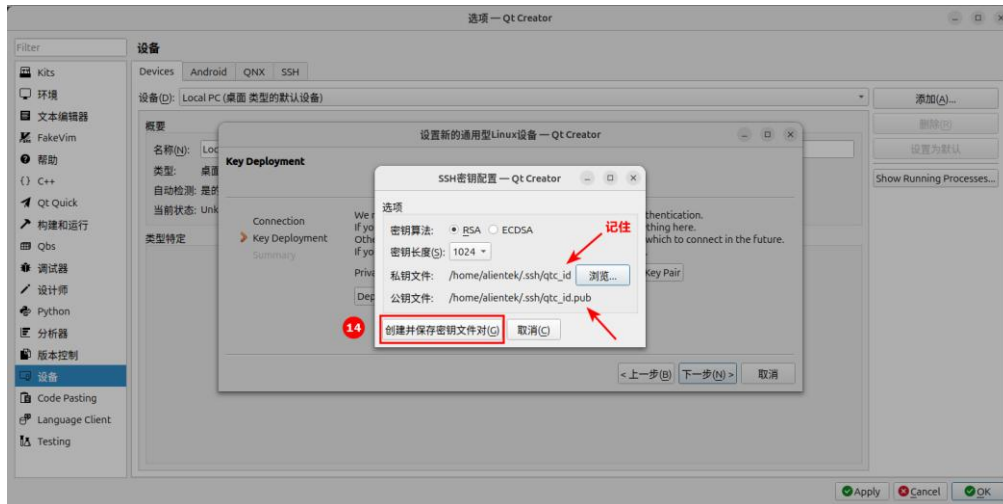 选项 — Qt Creator
Filter
Kits
环境
文本编辑器
FakeVim
帮助
{} C++
Qt Quick
构建和运行
Qbs
调试器
设计师
Python
分析器
版本控制
设备
Code Pasting
Language Client
Testing
设备
Devices Android QNX SSH
设备(D): Local PC (桌面 类型的默认设备)
添加(A)...
删除(R)
设置为默认
Show Running Processes...
概要
名称(N): Loc
类型: 桌面
自动检测: 是的
当前状态: Unk
类型特定
设置新的通用型Linux设备 — Qt Creator
Key Deployment
Connection
Key Deployment
Summary
thentication.
thing here.
which to connect in the future.
Key Pair
SSH密钥配置 — Qt Creator
选项
密钥算法: RSA ECDSA
密钥长度(S): 1024
私钥文件: /home/alientek/.ssh/qtc_id 浏览...
公钥文件: /home/alientek/.ssh/qtc_id.pub
记住
14
创建并保存密钥文件对(G) 取消(C)
< 上一步(B) 下一步(N) > 取消
Apply Cancel OK